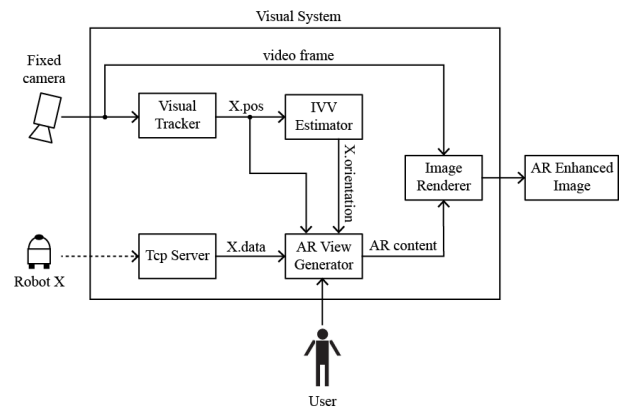 Visual System
Fixed
camera
video frame
Visual
Tracker
X.pos
IVV
Estimator
X.orientation
Image
Renderer
AR Enhanced
Image
Robot X
Tcp Server
X.data
AR View
Generator
AR content
User